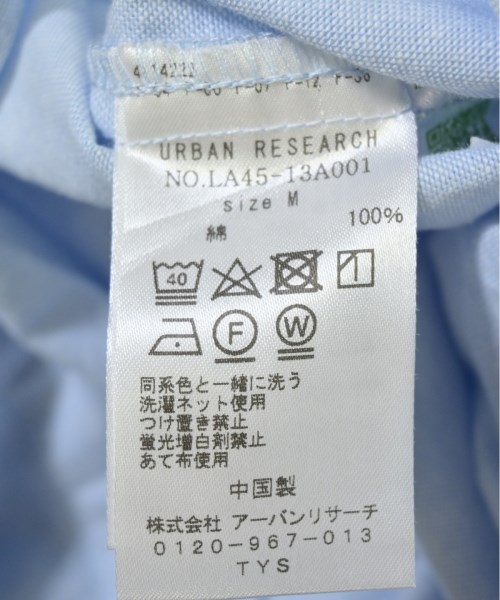 URBAN RESEARCH
NO.LA45-13A001
size M
綿 100%
40
F W
同系色と一緒に洗う
洗濯ネット使用
つけ置き禁止
蛍光増白剤禁止
あて布使用
中国製
株式会社 アーバンリサーチ
0120-967-013
TYS